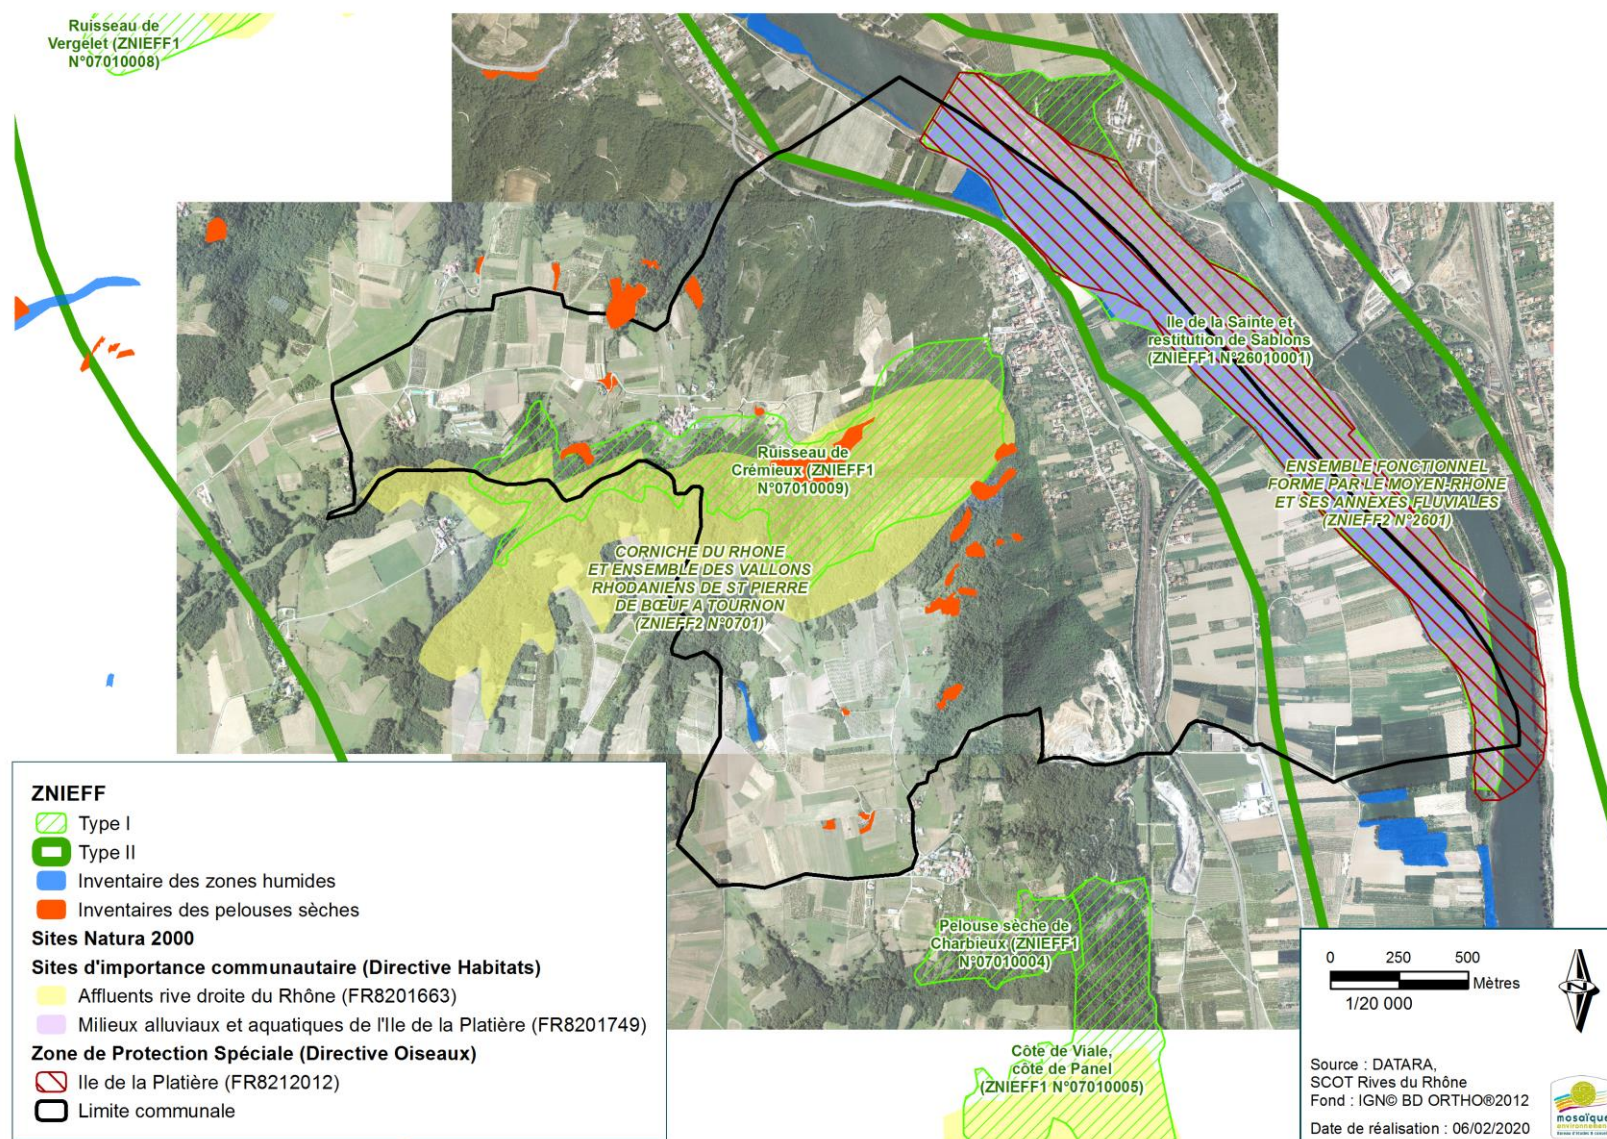 Ruisseau de
Vergelet (ZNIEFF1
N°07010008)
Ile de la Sainte et
restitution de Sablons
(ZNIEFF1 N°26010001)
Ruisseau de
Crémieux (ZNIEFF1
N°07010009)
ENSEMBLE FONCTIONNEL
FORME PAR LE MOYEN-RHONE
ET SES ANNEXES FLUVIALES
(ZNIEFF2 N°2601)
CORNICHE DU RHONE
ET ENSEMBLE DES VALLONS
RHODANIENS DE ST PIERRE
DE BŒUF A TOURNON
(ZNIEFF2 N°0701)
Pelouse sèche de
Charbieux (ZNIEFF1
N°07010004)
Côte de Viale,
côte de Panel
(ZNIEFF1 N°07010005)
ZNIEFF
Type I
Type II
Inventaire des zones humides
Inventaires des pelouses sèches
Sites Natura 2000
Sites d'importance communautaire (Directive Habitats)
Affluents rive droite du Rhône (FR8201663)
Milieux alluviaux et aquatiques de l'Ile de la Platière (FR8201749)
Zone de Protection Spéciale (Directive Oiseaux)
Ile de la Platière (FR8212012)
Limite communale
0 250 500
Mètres
1/20 000
N
Source : DATARA,
SCOT Rives du Rhône
Fond : IGN© BD ORTHO®2012
Date de réalisation : 06/02/2020
mosaïque
environnement